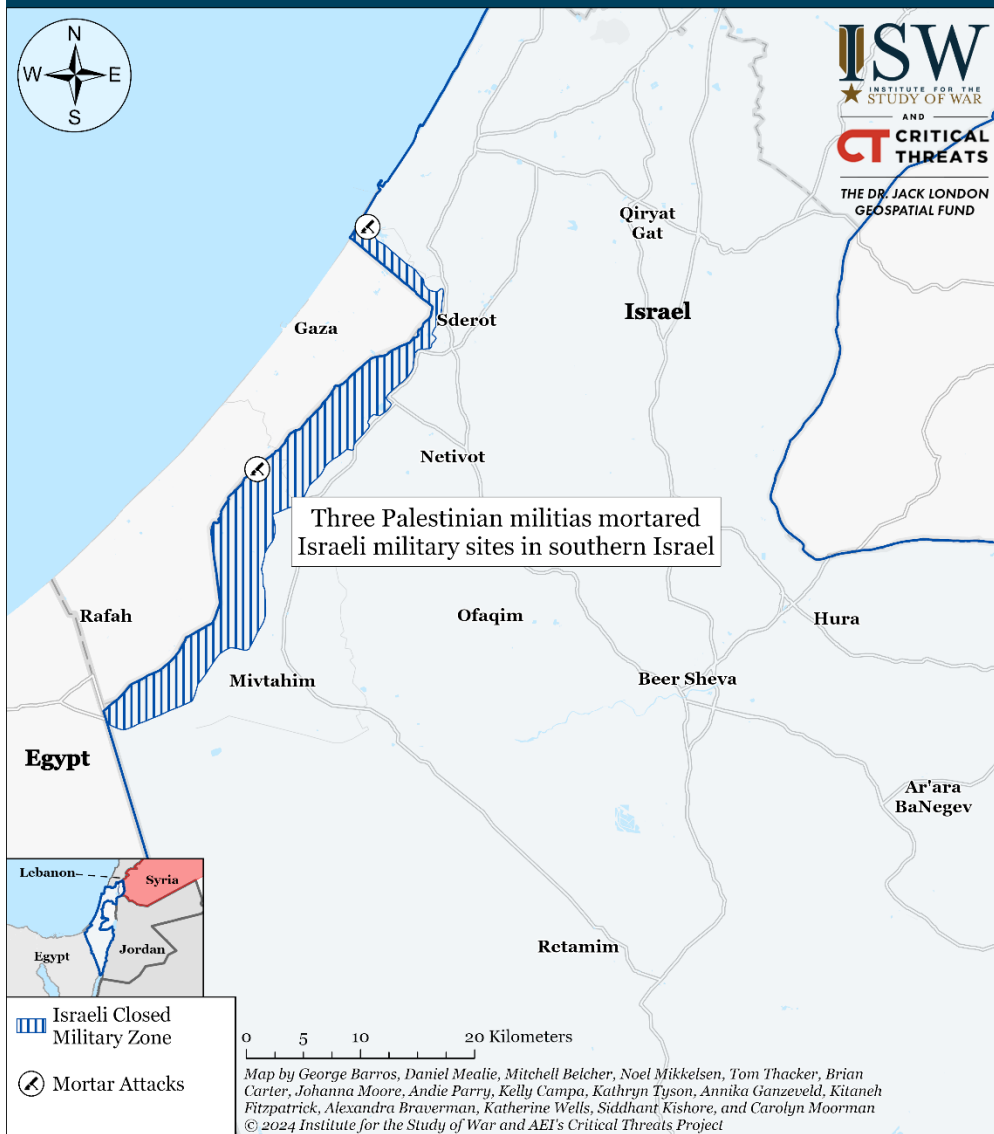 N
W
E
S
ISW
INSTITUTE FOR THE
STUDY OF WAR
AND
CT CRITICAL
THREATS
THE DR. JACK LONDON
GEOSPATIAL FUND
Qiryat
Gat
Israel
Gaza
Sderot
Netivot
Three Palestinian militias mortared
Israeli military sites in southern Israel
Rafah
Ofaqim
Hura
Mivtahim
Beer Sheva
Egypt
Ar'ara
BaNegev
Lebanon
Syria
Egypt
Jordan
Retamim
Israeli Closed
Military Zone
Mortar Attacks
0 5 10 20 Kilometers
Map by George Barros, Daniel Mealie, Mitchell Belcher, Noel Mikkelsen, Tom Thacker, Brian
Carter, Johanna Moore, Andie Parry, Kelly Campa, Kathryn Tyson, Annika Ganzeveld, Kitaneh
Fitzpatrick, Alexandra Braverman, Katherine Wells, Siddhant Kishore, and Carolyn Moorman
© 2024 Institute for the Study of War and AEI's Critical Threats Project